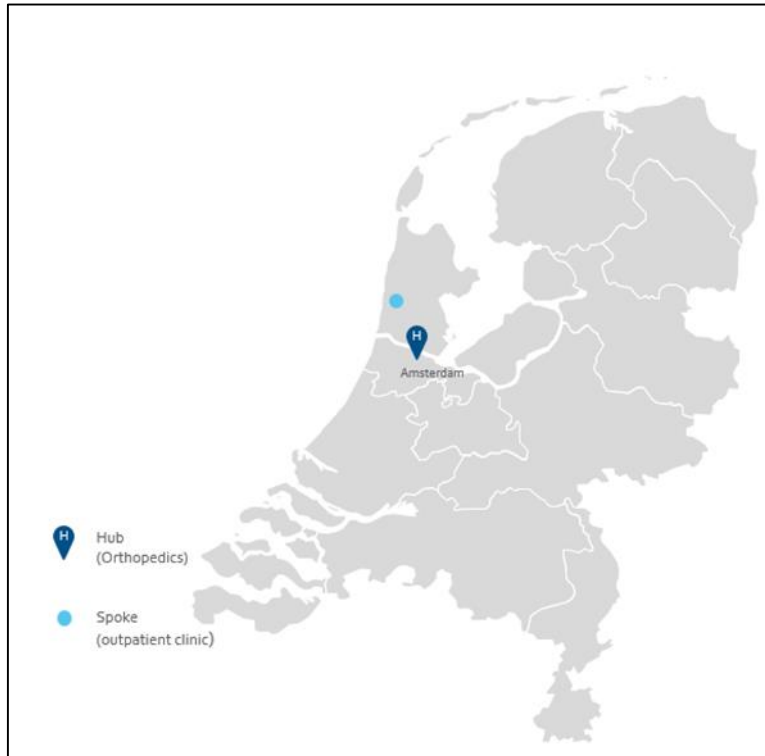 H
Amsterdam
H
Hub
(Orthopedics)
Spoke
(outpatient clinic)